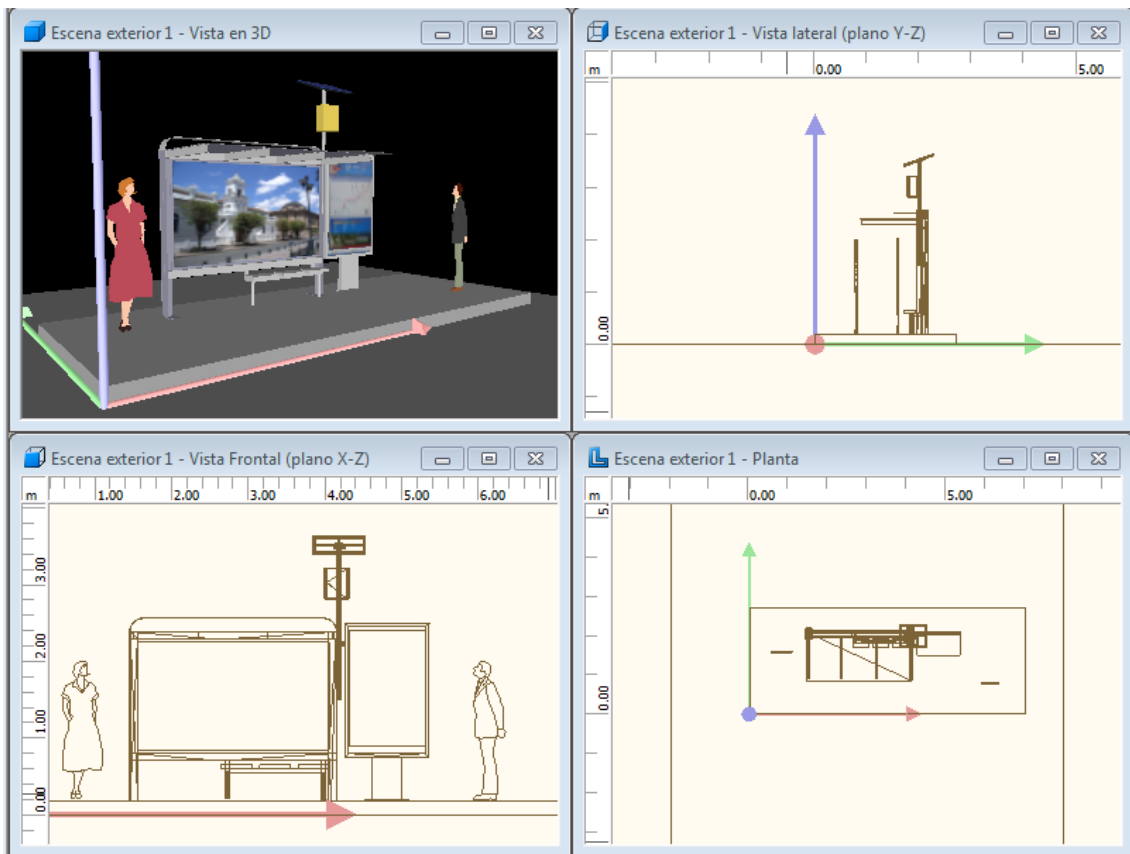 Escena exterior 1 - Vista en 3D
Escena exterior 1 - Vista lateral (plano Y-Z)
m 0.00 5.00
0.00
Escena exterior 1 - Vista Frontal (plano X-Z)
m 1.00 2.00 3.00 4.00 5.00 6.00
3.00
2.00
1.00
0.00
Escena exterior 1 - Planta
m 0.00 5.00
5.
0.00